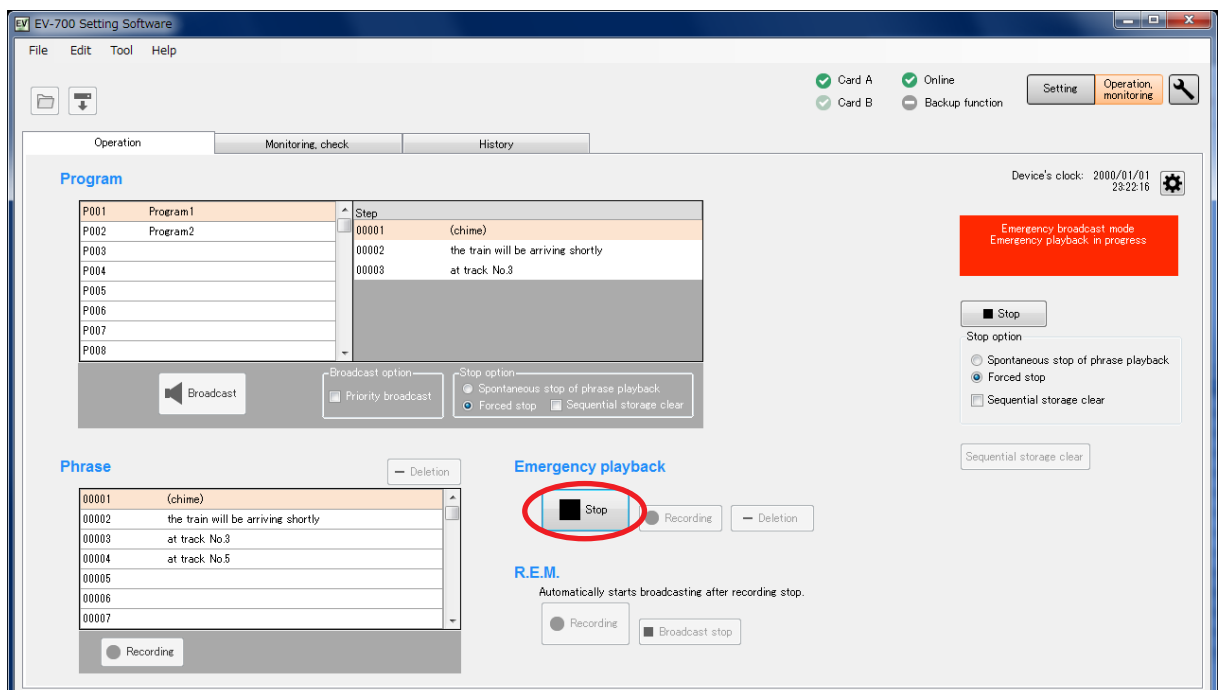 EV EV-700 Setting Software
File Edit Tool Help
Card A Online
Card B Backup function
Setting
Operation,
monitoring
Operation Monitoring, check History
Program
Device's clock: 2000/01/01
23:22:16
P001 Program1
P002 Program2
P003
P004
P005
P006
P007
P008
Step
00001 (chime)
00002 the train will be arriving shortly
00003 at track No.3
Emergency broadcast mode
Emergency playback in progress
Stop
Stop option
Spontaneous stop of phrase playback
Forced stop
Sequential storage clear
Broadcast
Broadcast option
Priority broadcast
Stop option
Spontaneous stop of phrase playback
Forced stop Sequential storage clear
Sequential storage clear
Phrase
Deletion
00001 (chime)
00002 the train will be arriving shortly
00003 at track No.3
00004 at track No.5
00005
00006
00007
Recording
Emergency playback
Stop Recording Deletion
R.E.M.
Automatically starts broadcasting after recording stop.
Recording Broadcast stop